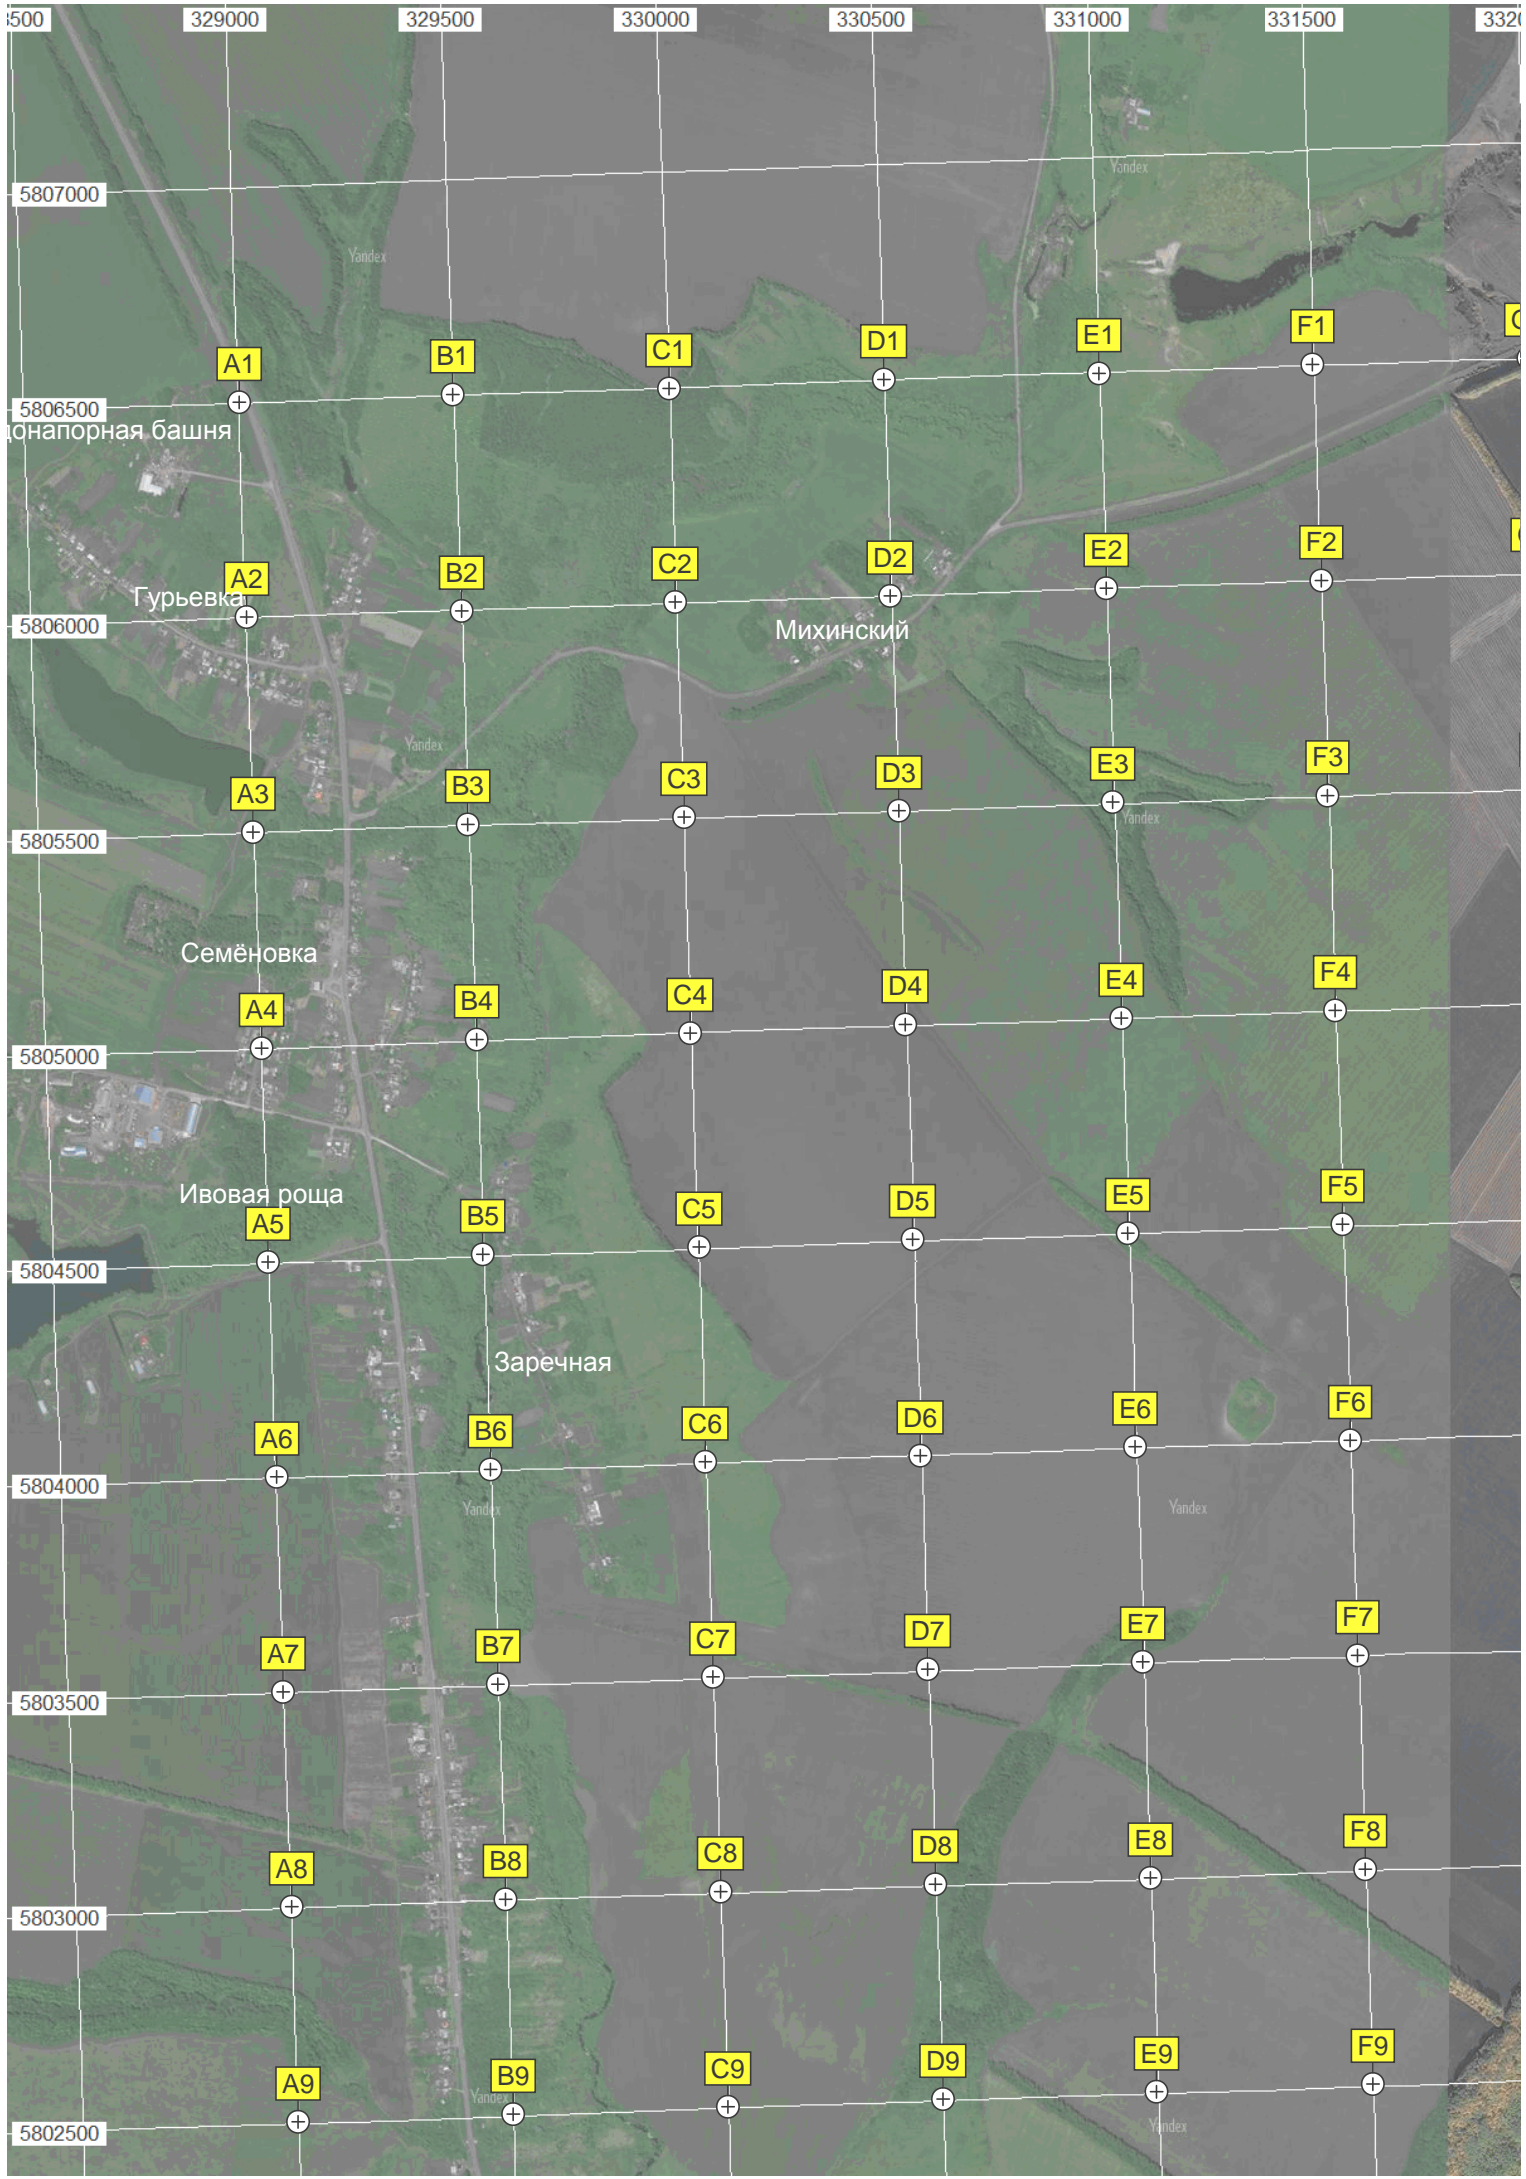 500 329000 329500 330000 330500 331000 331500 3320
Yandex
5807000
Yandex
A1 B1 C1 D1 E1 F1
5806500
донапорная башня
A2 B2 C2 D2 E2 F2
Гурьевка
5806000
Михинский
Yandex
A3 B3 C3 D3 E3 F3
Yandex
5805500
Семёновка
A4 B4 C4 D4 E4 F4
5805000
Ивовая роща
A5 B5 C5 D5 E5 F5
5804500
Заречная
A6 B6 C6 D6 E6 F6
5804000
Yandex Yandex
A7 B7 C7 D7 E7 F7
5803500
A8 B8 C8 D8 E8 F8
5803000
A9 B9 C9 D9 E9 F9
Yandex
Yandex
5802500